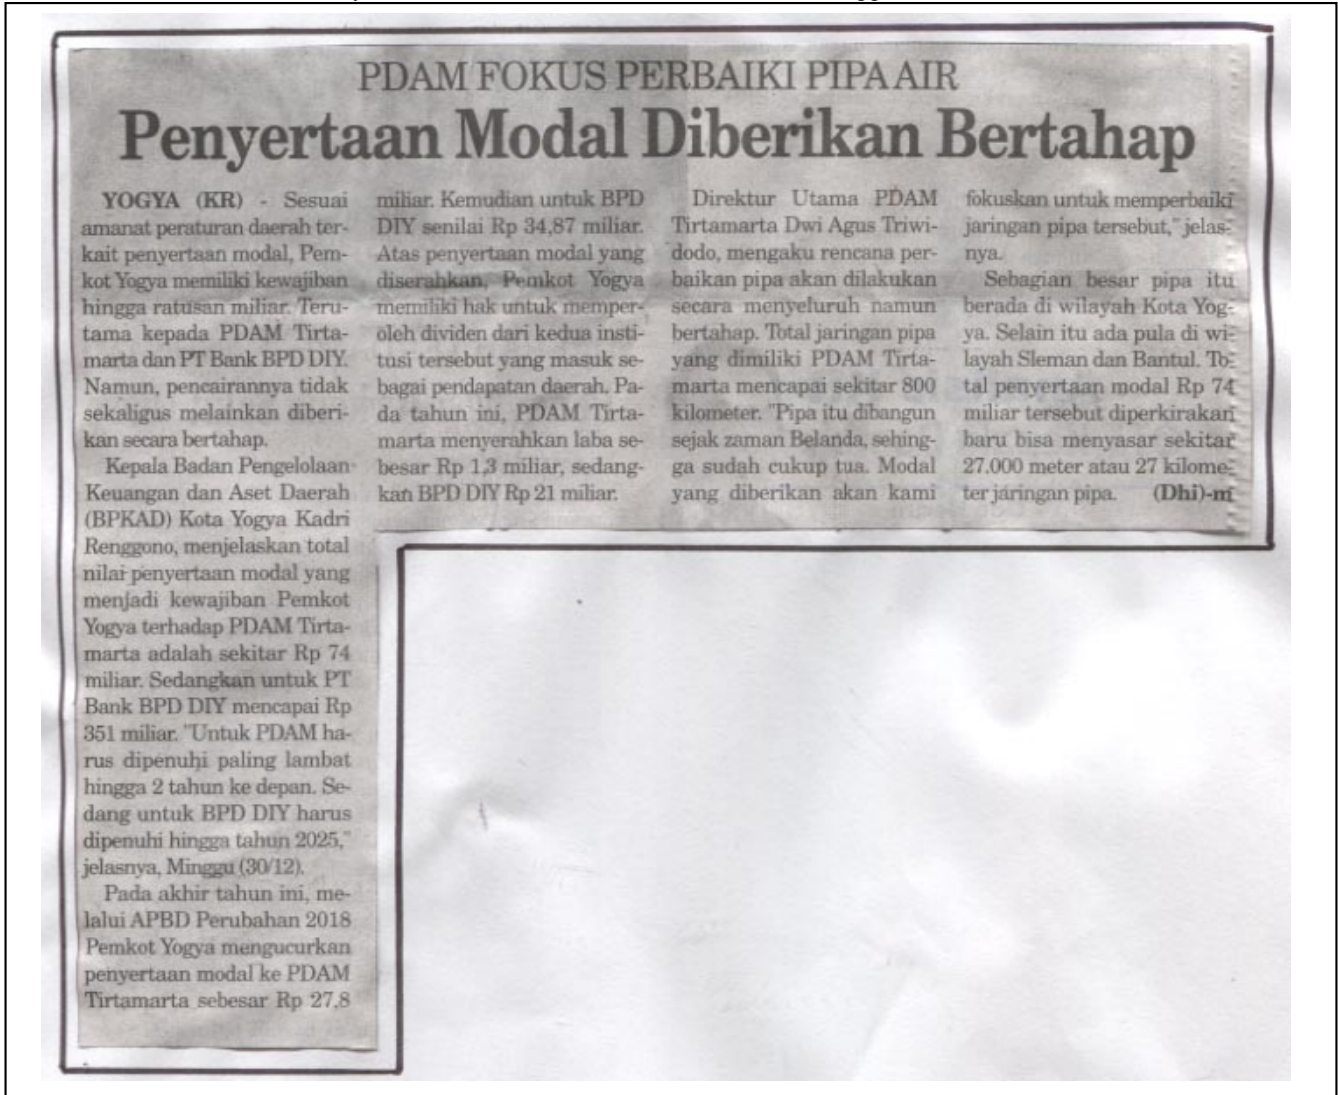 PDAM FOKUS PERBAIKI PIPA AIR
Penyertaan Modal Diberikan Bertahap
YOGYA (KR) - Sesuai
amanat peraturan daerah ter-
kait penyertaan modal, Pem-
kot Yogya memiliki kewajiban
hingga ratusan miliar. Teru-
tama kepada PDAM Tirta-
marta dan PT Bank BPD DIY.
Namun, pencairannya tidak
sekaligus melainkan diberi-
kan secara bertahap.
Kepala Badan Pengelolaan
Keuangan dan Aset Daerah
(BPKAD) Kota Yogya Kadri
Renggono, menjelaskan total
nilai penyertaan modal yang
menjadi kewajiban Pemkot
Yogya terhadap PDAM Tirta-
marta adalah sekitar Rp 74
miliar. Sedangkan untuk PT
Bank BPD DIY mencapai Rp
351 miliar. "Untuk PDAM ha-
rus dipenuhi paling lambat
hingga 2 tahun ke depan. Se-
dang untuk BPD DIY harus
dipenuhi hingga tahun 2025,"
jelasnya, Minggu (30/12).
Pada akhir tahun ini, me-
lalui APBD Perubahan 2018
Pemkot Yogya mengucurkan
penyertaan modal ke PDAM
Tirtamarta sebesar Rp 27,8
miliar. Kemudian untuk BPD
DIY senilai Rp 34,87 miliar.
Atas penyertaan modal yang
diserahkan, Pemkot Yogya
memiliki hak untuk memper-
oleh dividen dari kedua insti-
tusi tersebut yang masuk se-
bagai pendapatan daerah. Pa-
da tahun ini, PDAM Tirta-
marta menyerahkan laba se-
besar Rp 1,3 miliar, sedang-
kan BPD DIY Rp 21 miliar.
Direktur Utama PDAM
Tirtamarta Dwi Agus Triwi-
dodo, mengaku rencana per-
baikan pipa akan dilakukan
secara menyeluruh namun
bertahap. Total jaringan pipa
yang dimiliki PDAM Tirta-
marta mencapai sekitar 800
kilometer. "Pipa itu dibangun
sejak zaman Belanda, sehing-
ga sudah cukup tua. Modal
yang diberikan akan kami
fokuskan untuk memperbaiki
jaringan pipa tersebut," jelas-
nya.
Sebagian besar pipa itu
berada di wilayah Kota Yog-
ya. Selain itu ada pula di wi-
layah Sleman dan Bantul. To-
tal penyertaan modal Rp 74
miliar tersebut diperkirakan
baru bisa menyasar sekitar
27.000 meter atau 27 kilome-
ter jaringan pipa. (Dhi)-m